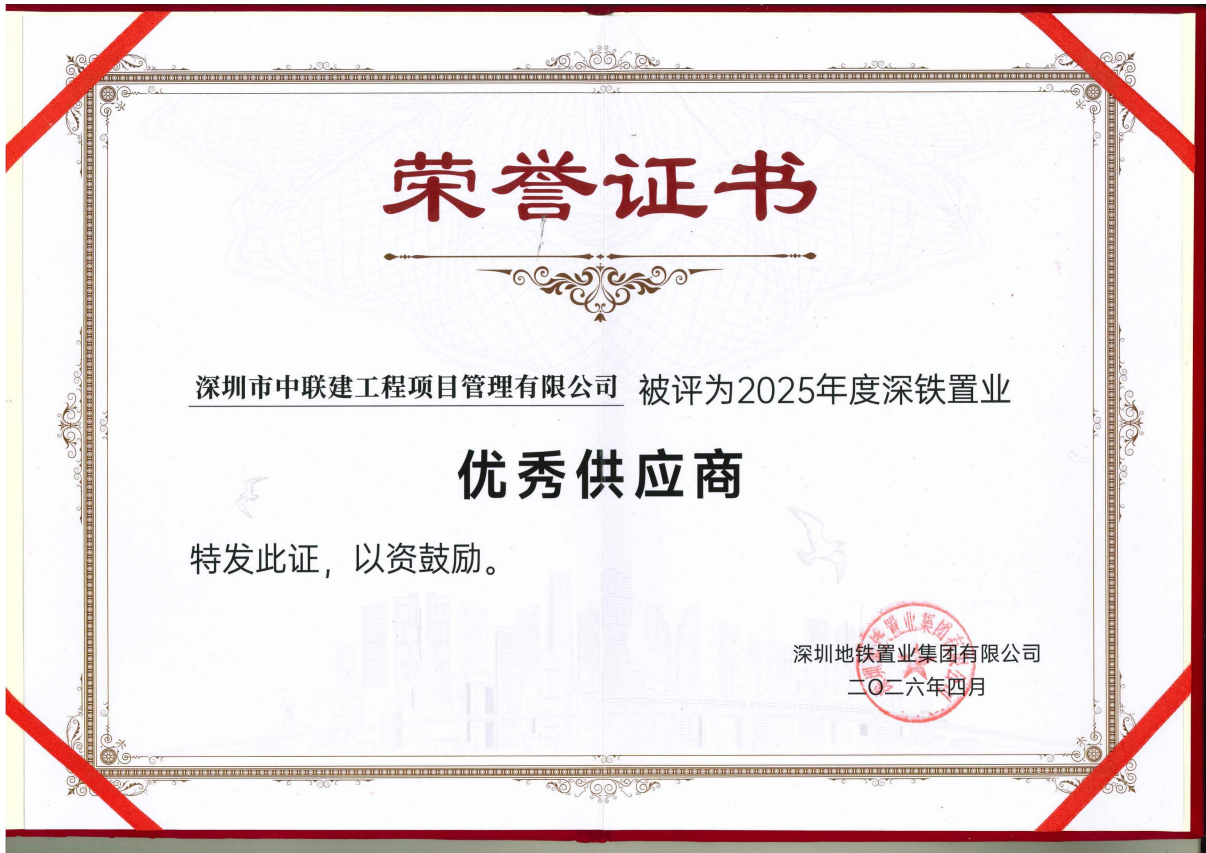 荣誉证书
深圳市中联建工程项目管理有限公司 被评为2025年度深铁置业
优秀供应商
特发此证，以资鼓励。
深圳地铁置业集团有限公司
二〇二六年四月